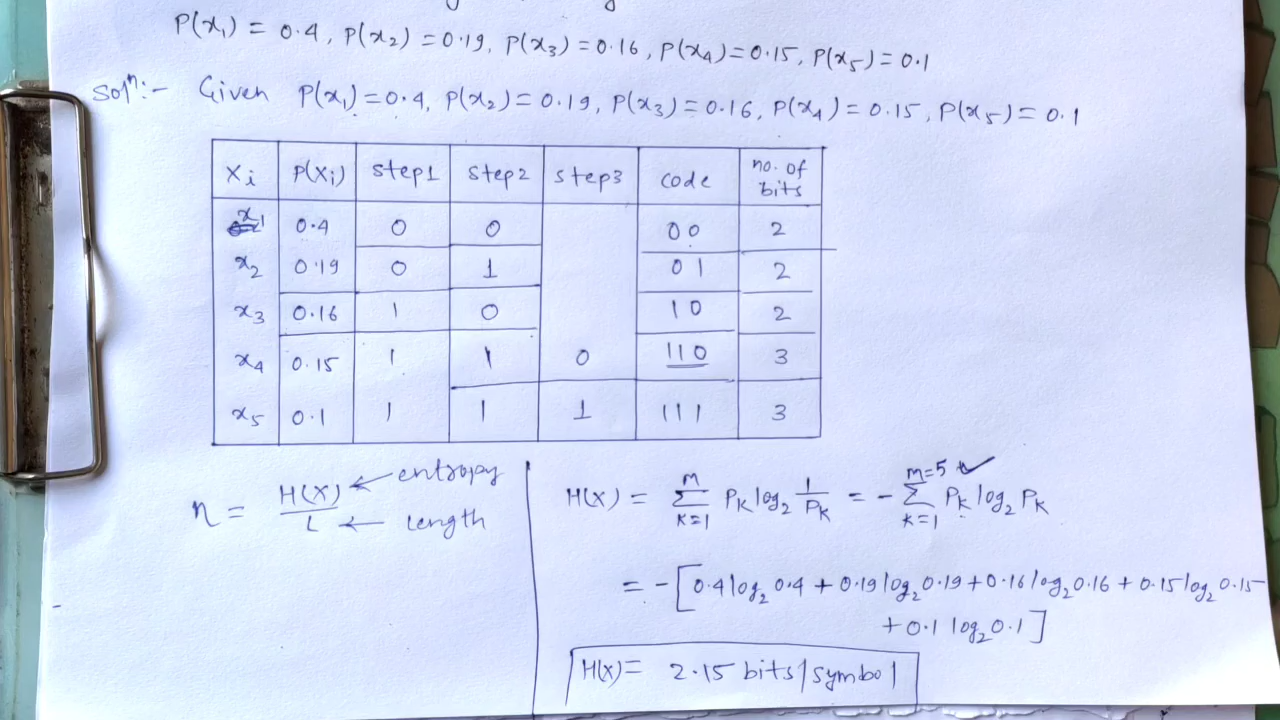 P(x₁) = 0.4, P(x₂) = 0.19, P(x₃) = 0.16, P(x₄) = 0.15, P(x₅) = 0.1
Solⁿ:- Given P(x₁) = 0.4, P(x₂) = 0.19, P(x₃) = 0.16, P(x₄) = 0.15, P(x₅) = 0.1
Xi P(Xi) step1 step2 step3 code no. of bits
x₁ 0.4 0 0 00 2
x₂ 0.19 0 1 01 2
x₃ 0.16 1 0 10 2
x₄ 0.15 1 1 0 110 3
x₅ 0.1 1 1 1 111 3
η = H(X) / L ← entropy ← length
H(X) = M Σ K=1 PK log₂ 1/PK = - M=5 ✓ Σ K=1 PK log₂ PK
= - [0.4 log₂ 0.4 + 0.19 log₂ 0.19 + 0.16 log₂ 0.16 + 0.15 log₂ 0.15
+ 0.1 log₂ 0.1]
H(X) = 2.15 bits/symbol